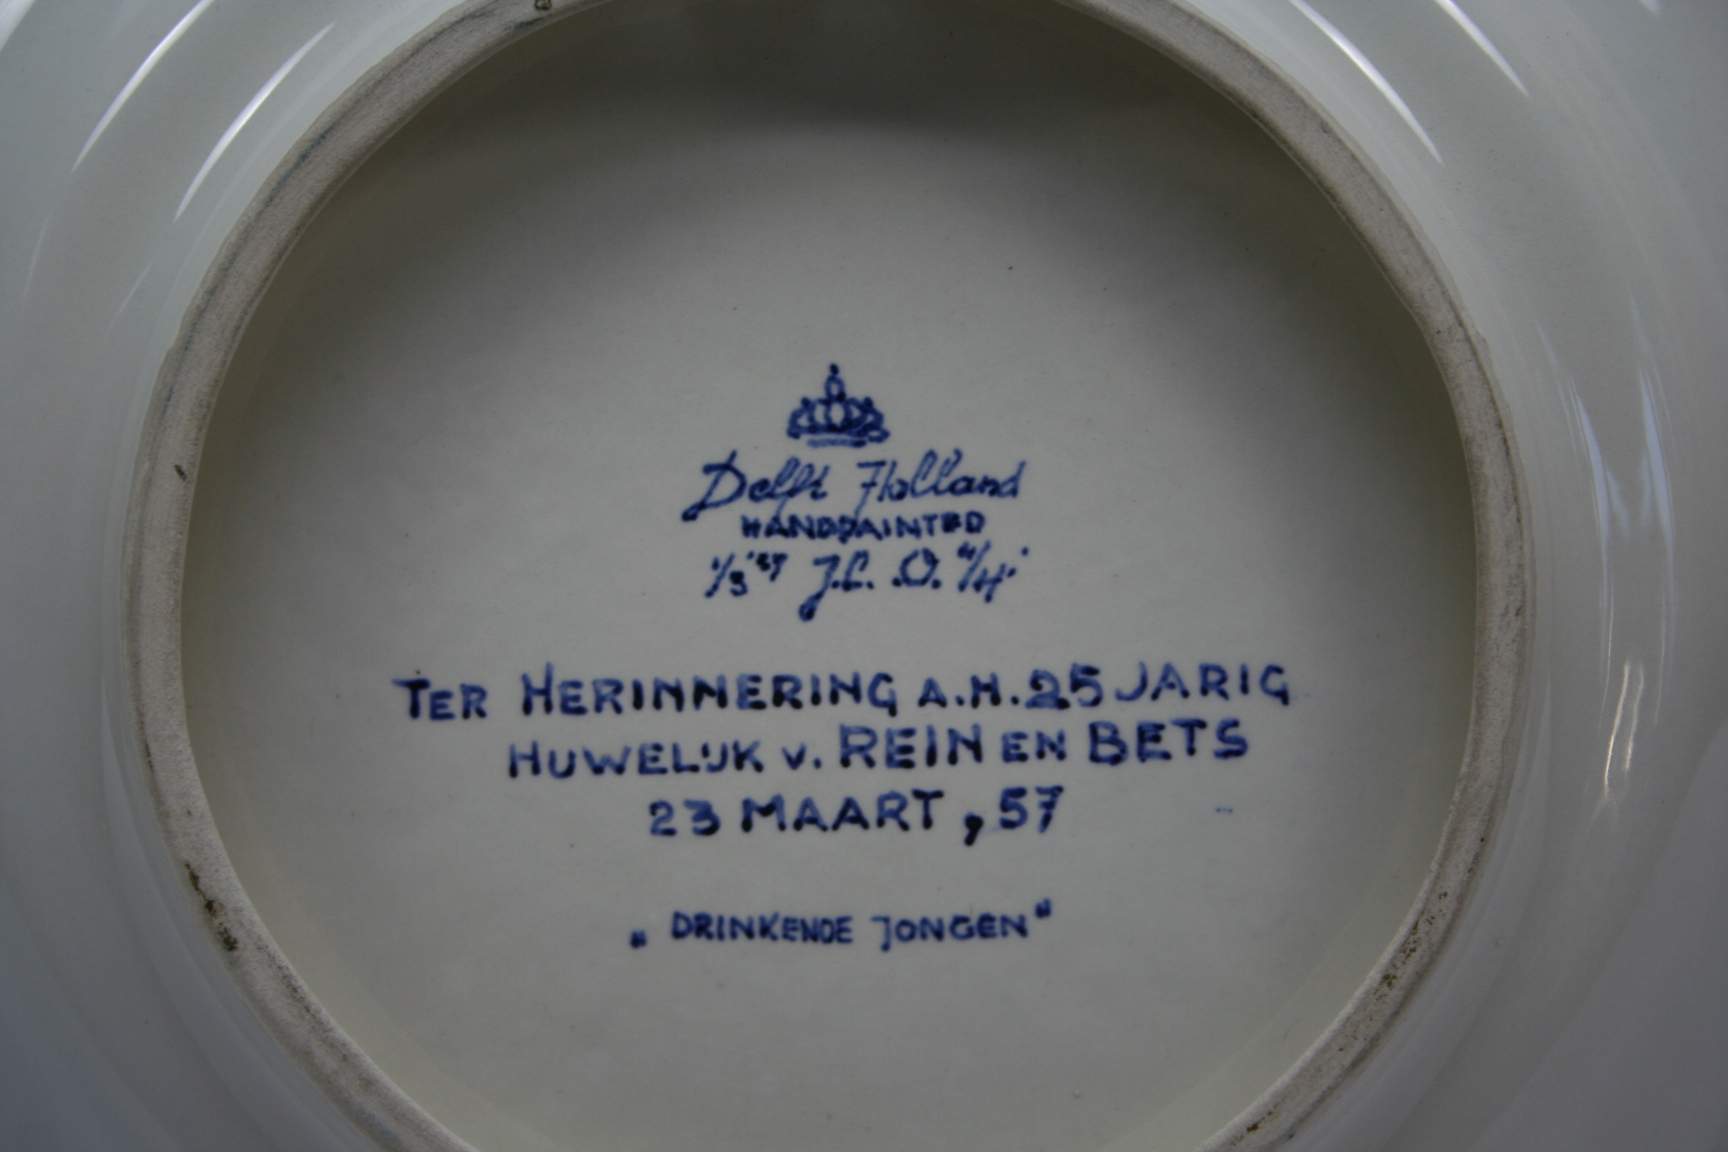 Delft Holland
HANDPAINTED
J.C. .O.
TER HERINNERING A.H. 25 JARIG
HUWELIJK v. REIN EN BETS
23 MAART ,57
„ DRINKENDE JONGEN"